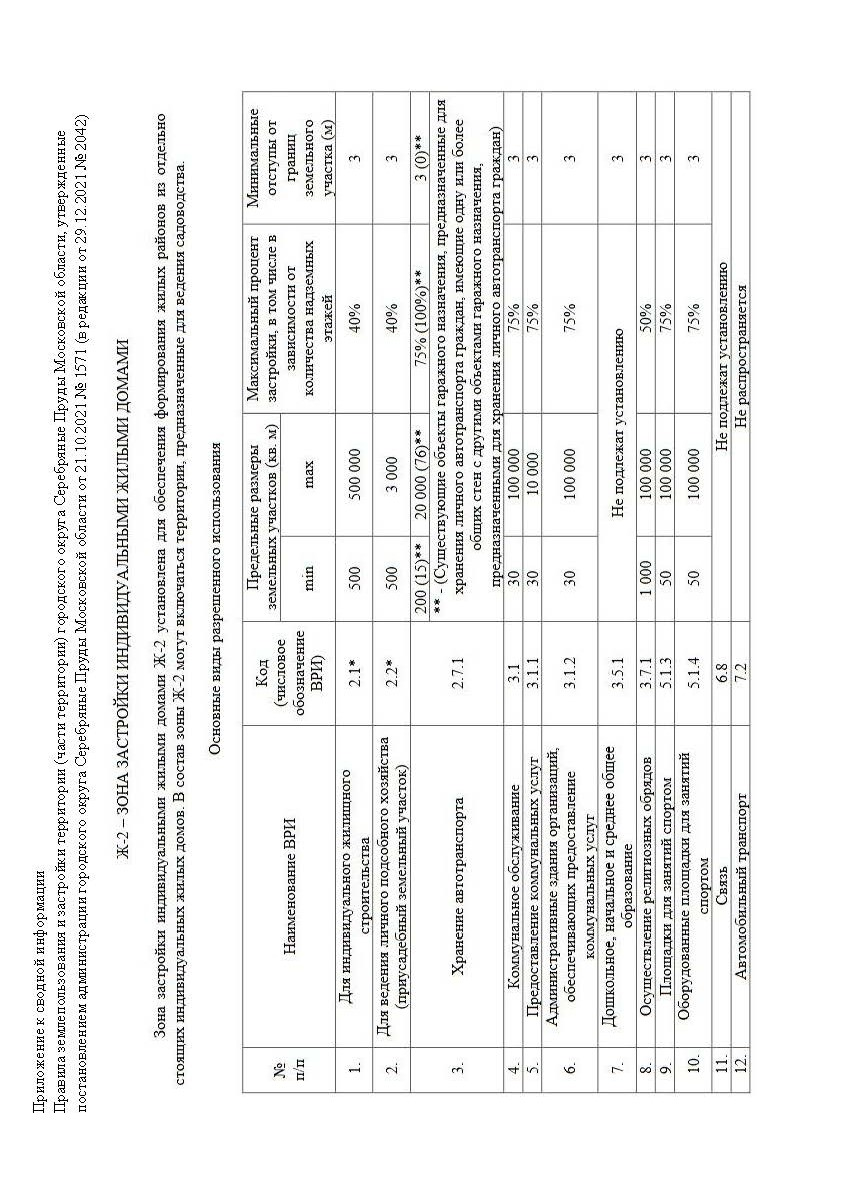 Приложение к сводной информации
Правила землепользования и застройки территории (части территории) городского округа Серебряные Пруды Московской области, утвержденные
постановлением администрации городского округа Серебряные Пруды Московской области от 21.10.2021 № 1571 (в редакции от 29.12.2021 № 2042)
Ж-2 – ЗОНА ЗАСТРОЙКИ ИНДИВИДУАЛЬНЫМИ ЖИЛЫМИ ДОМАМИ
Зона застройки индивидуальными жилыми домами Ж-2 установлена для обеспечения формирования жилых районов из отдельно
стоящих индивидуальных жилых домов. В состав зоны Ж-2 могут включаться территории, предназначенные для ведения садоводства.
Основные виды разрешенного использования
№
п/п
Наименование ВРИ
Код
(числовое
обозначение
ВРИ)
Предельные размеры
земельных участков (кв. м)
min
max
Максимальный процент
застройки, в том числе в
зависимости от
количества надземных
этажей
Минимальные
отступы от
границ
земельного
участка (м)
1.
Для индивидуального жилищного
строительства
2.1*
500
500 000
40%
3
2.
Для ведения личного подсобного хозяйства
(приусадебный земельный участок)
2.2*
500
3 000
40%
3
3.
Хранение автотранспорта
2.7.1
200 (15)**
20 000 (76)**
75% (100%)**
3 (0)**
** - (Существующие объекты гаражного назначения, предназначенные для
хранения личного автотранспорта граждан, имеющие одну или более
общих стен с другими объектами гаражного назначения,
предназначенными для хранения личного автотранспорта граждан)
4.
Коммунальное обслуживание
3.1
30
100 000
75%
3
5.
Предоставление коммунальных услуг
3.1.1
30
10 000
75%
3
6.
Административные здания организаций,
обеспечивающих предоставление
коммунальных услуг
3.1.2
30
100 000
75%
3
7.
Дошкольное, начальное и среднее общее
образование
3.5.1
Не подлежат установлению
3
8.
Осуществление религиозных обрядов
3.7.1
1 000
100 000
50%
3
9.
Площадки для занятий спортом
5.1.3
50
100 000
75%
3
10.
Оборудованные площадки для занятий
спортом
5.1.4
50
100 000
75%
3
11.
Связь
6.8
Не подлежат установлению
12.
Автомобильный транспорт
7.2
Не распространяется